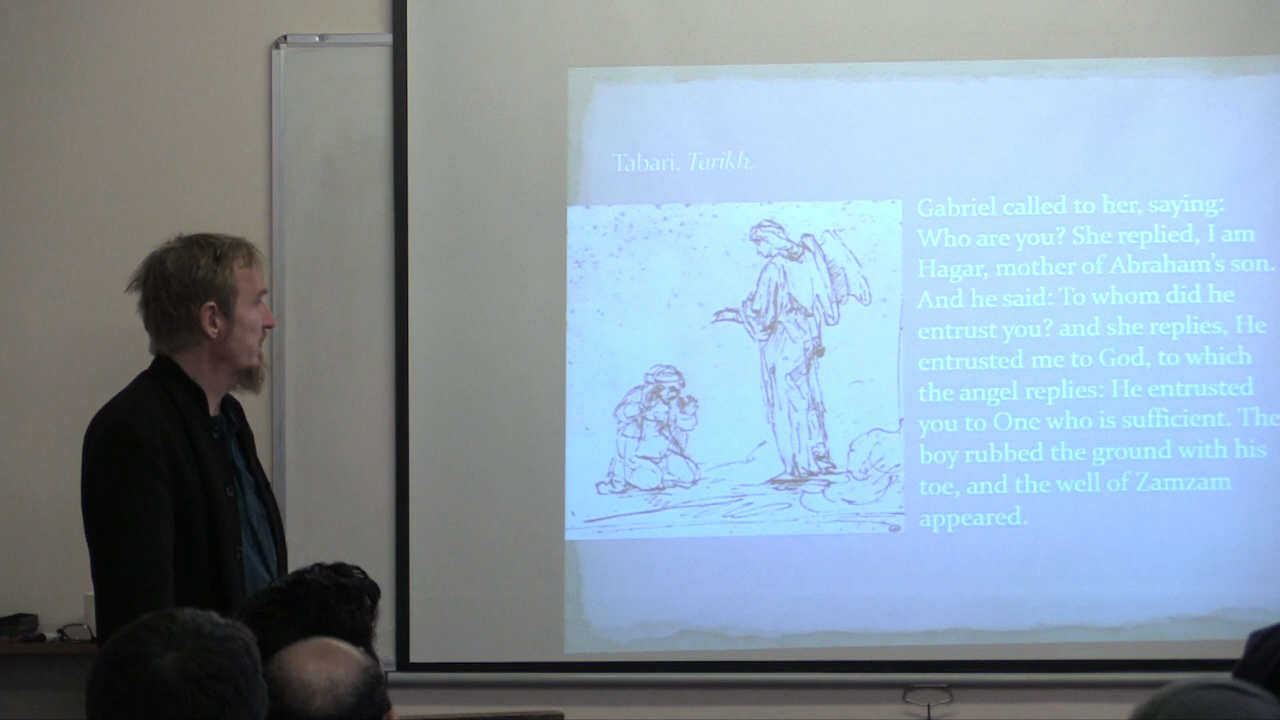 Tabari, Tarikh.
Gabriel called to her, saying:
Who are you? She replied, I am
Hagar, mother of Abraham's son.
And he said: To whom did he
entrust you? and she replies, He
entrusted me to God, to which
the angel replies: He entrusted
you to One who is sufficient. The
boy rubbed the ground with his
toe, and the well of Zamzam
appeared.